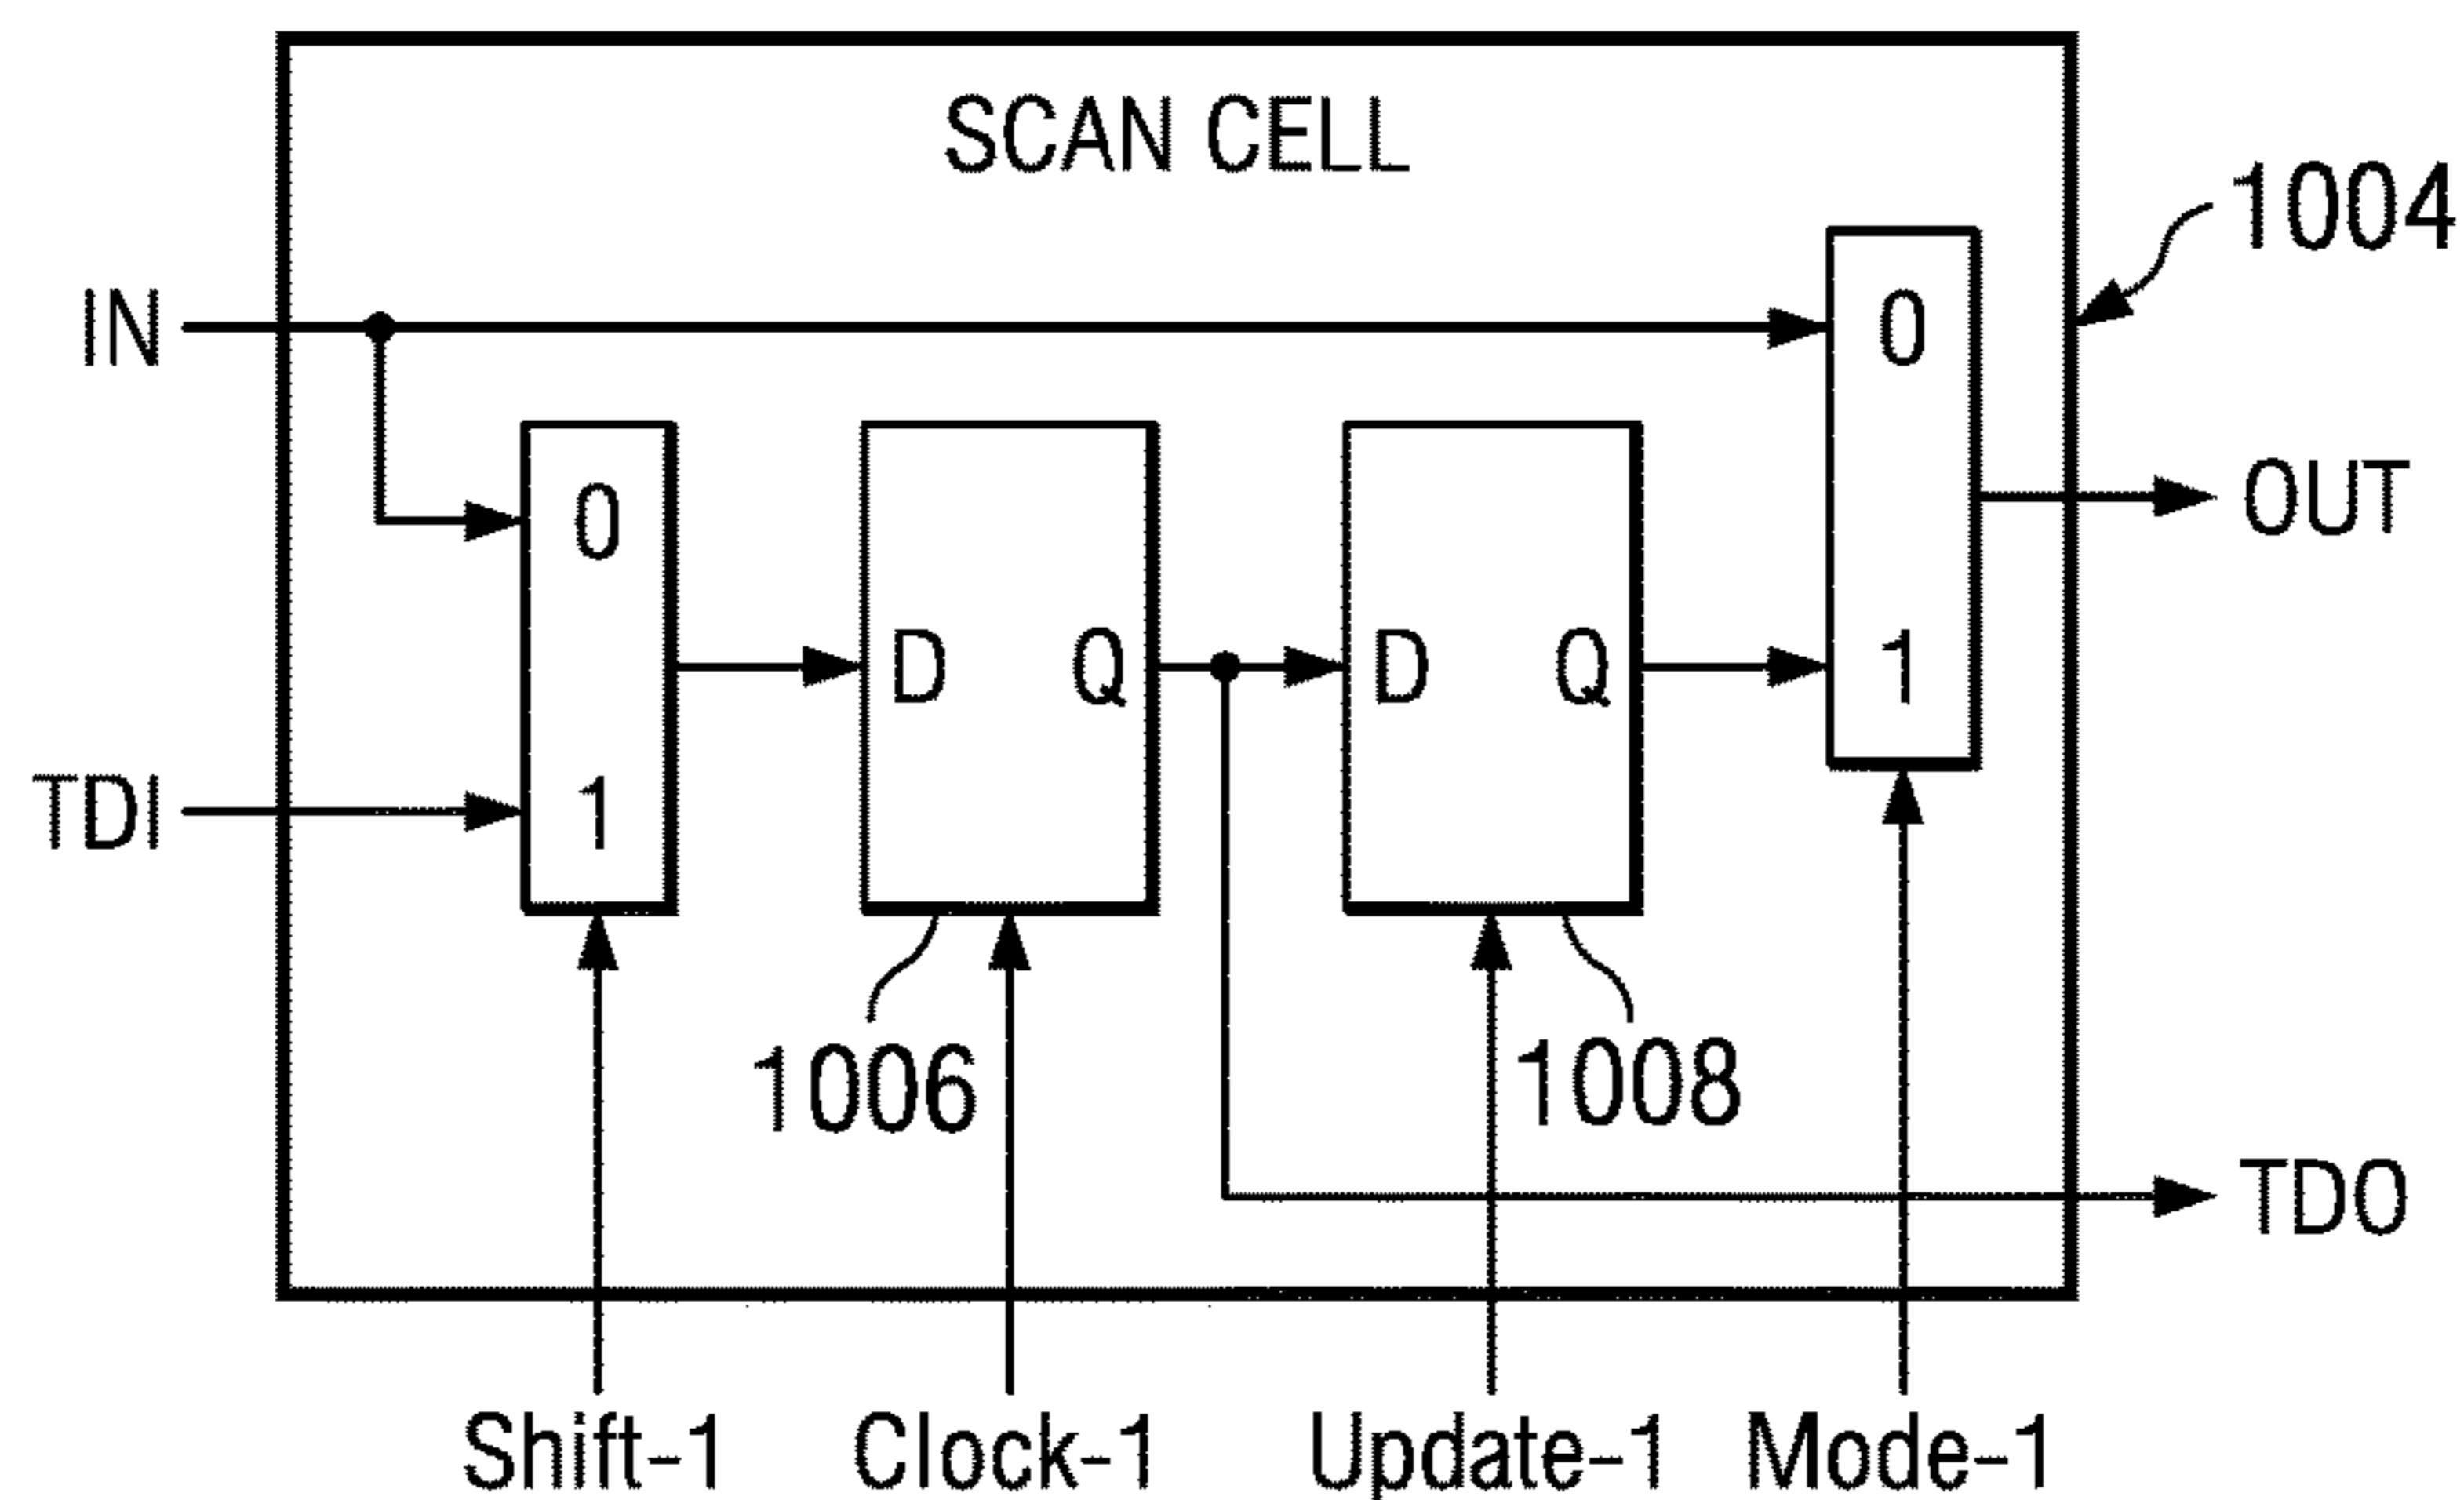 SCAN CELL
1004
IN
0
0
OUT
D Q
D Q
1
TDI
1
1006
1008
TDO
Shift-1
Clock-1
Update-1
Mode-1